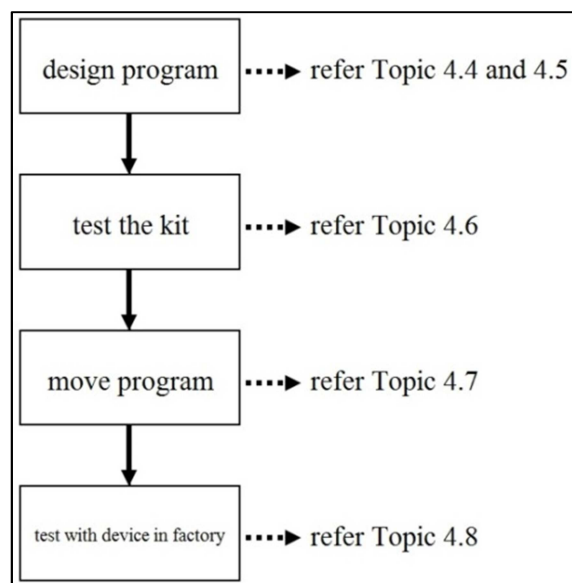 design program
refer Topic 4.4 and 4.5
test the kit
refer Topic 4.6
move program
refer Topic 4.7
test with device in factory
refer Topic 4.8